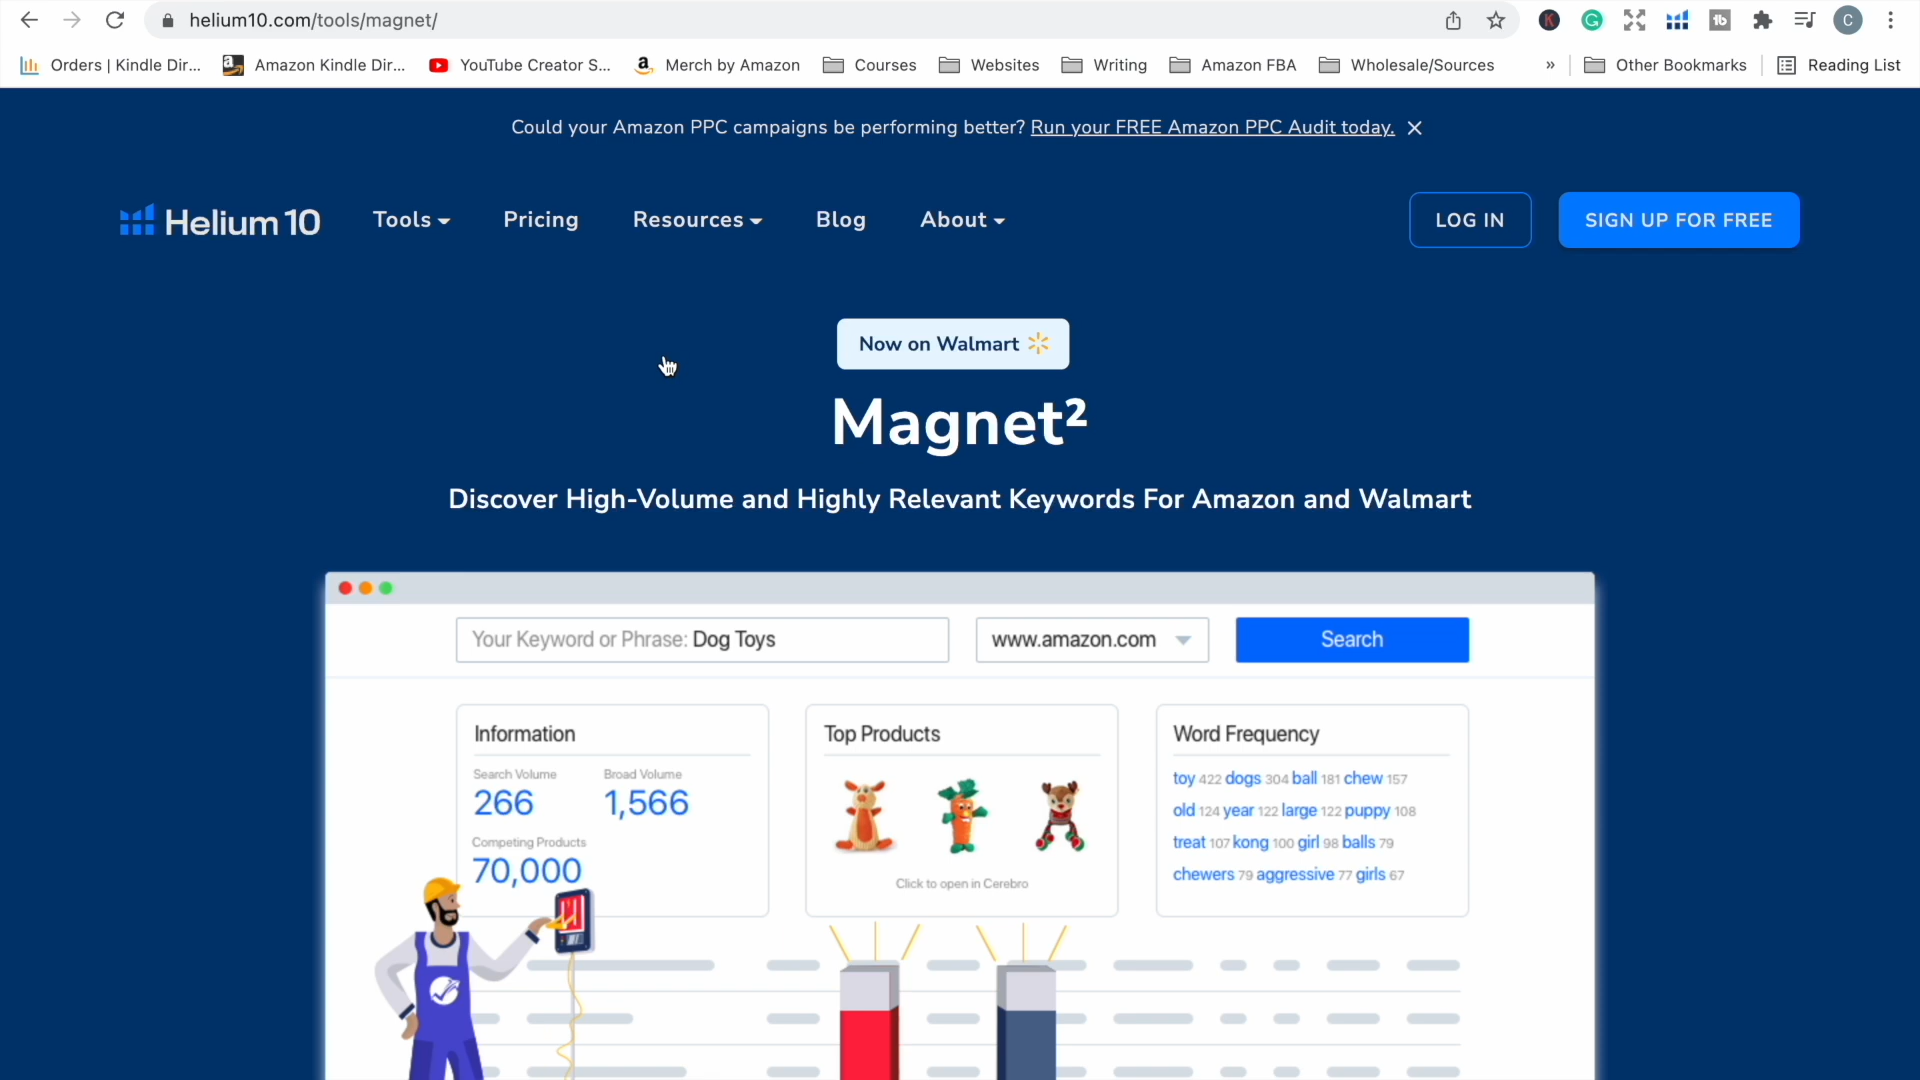 helium10.com/tools/magnet/
Orders | Kindle Dir...
Amazon Kindle Dir...
YouTube Creator S...
Merch by Amazon
Courses
Websites
Writing
Amazon FBA
Wholesale/Sources
»
Other Bookmarks
Reading List
C
Could your Amazon PPC campaigns be performing better? Run your FREE Amazon PPC Audit today.
Helium 10
Tools
Pricing
Resources
Blog
About
LOG IN
SIGN UP FOR FREE
Now on Walmart
Magnet²
Discover High-Volume and Highly Relevant Keywords For Amazon and Walmart
Your Keyword or Phrase: Dog Toys
www.amazon.com
Search
Information
Search Volume
Broad Volume
266
1,566
Competing Products
70,000
Top Products
Click to open in Cerebro
Word Frequency
toy 422 dogs 304 ball 181 chew 157
old 124 year 122 large 122 puppy 108
treat 107 kong 100 girl 98 balls 79
chewers 79 aggressive 77 girls 67